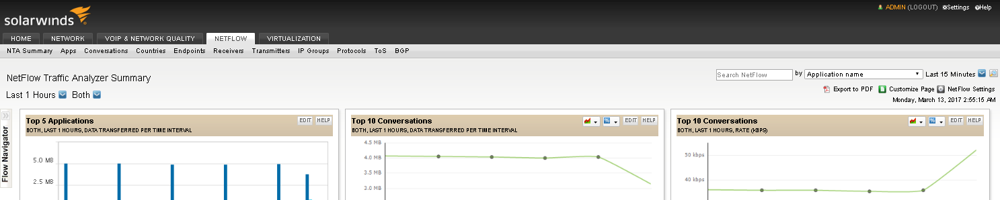 solarwinds
ADMIN (LOGOUT) Settings Help
HOME NETWORK VOIP & NETWORK QUALITY NETFLOW VIRTUALIZATION
NTA Summary Apps Conversations Countries Endpoints Receivers Transmitters IP Groups Protocols ToS BGP
NetFlow Traffic Analyzer Summary
Search NetFlow by Application name Last 15 Minutes
Last 1 Hours Both
Export to PDF Customize Page NetFlow Settings
Monday, March 13, 2017 2:55:15 AM
Flow Navigator
Top 5 Applications EDIT HELP
BOTH, LAST 1 HOURS, DATA TRANSFERRED PER TIME INTERVAL
5.0 MB
2.5 MB
Top 10 Conversations EDIT HELP
BOTH, LAST 1 HOURS, DATA TRANSFERRED PER TIME INTERVAL
4.5 MB
4.0 MB
3.5 MB
3.0 MB
Top 10 Conversations EDIT HELP
BOTH, LAST 1 HOURS, RATE (KBPS)
50 kbps
40 kbps